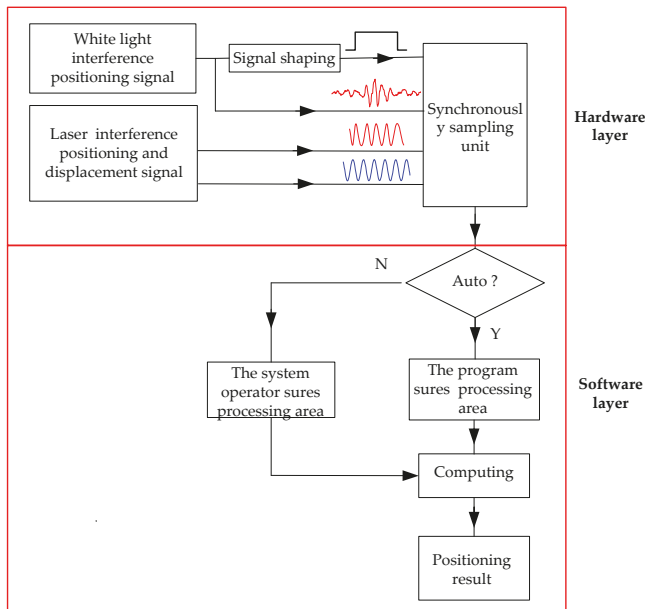 White light
interference
positioning signal
Signal shaping
Synchronousl
y sampling
unit
Laser interference
positioning and
displacement signal
Hardware
layer
Auto ?
N
Y
The system
operator sures
processing area
The program
sures processing
area
Software
layer
Computing
Positioning
result